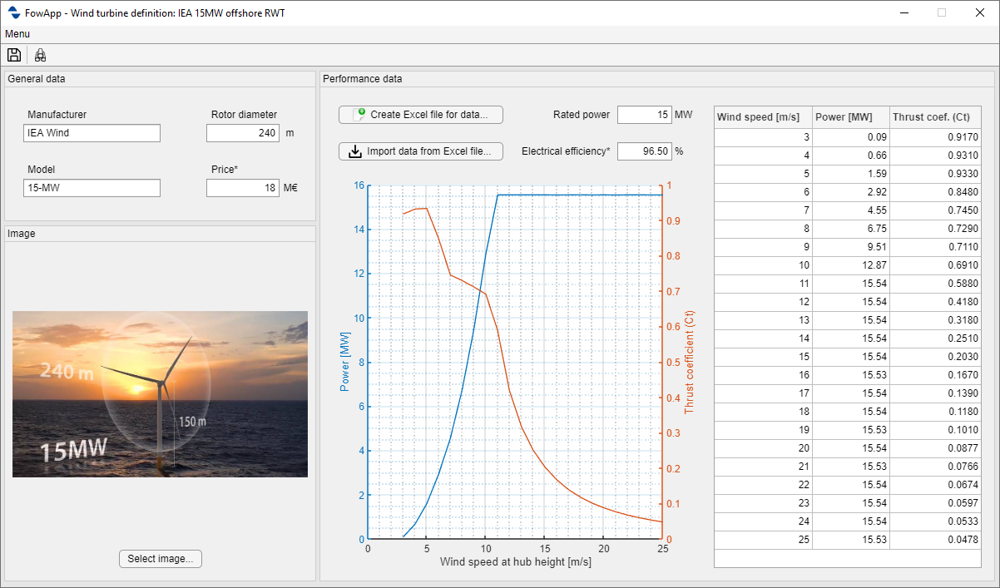 FowApp - Wind turbine definition: IEA 15MW offshore RWT
Menu
General data
Manufacturer
IEA Wind
Rotor diameter
240 m
Model
15-MW
Price*
18 M€
Image
240 m
150 m
15MW
Select image...
Performance data
Create Excel file for data...
Rated power 15 MW
Import data from Excel file...
Electrical efficiency* 96.50 %
16
14
12
10
8
6
4
2
0
Power [MW]
1
0.9
0.8
0.7
0.6
0.5
0.4
0.3
0.2
0.1
0
Thrust coefficient (Ct)
0 5 10 15 20 25
Wind speed at hub height [m/s]
Wind speed [m/s] Power [MW] Thrust coef. (Ct)
3 0.09 0.9170
4 0.66 0.9310
5 1.59 0.9330
6 2.92 0.8480
7 4.55 0.7450
8 6.75 0.7290
9 9.51 0.7110
10 12.87 0.6910
11 15.54 0.5880
12 15.54 0.4180
13 15.54 0.3180
14 15.54 0.2510
15 15.54 0.2030
16 15.53 0.1670
17 15.54 0.1390
18 15.54 0.1180
19 15.53 0.1010
20 15.54 0.0877
21 15.53 0.0766
22 15.54 0.0674
23 15.54 0.0597
24 15.54 0.0533
25 15.53 0.0478